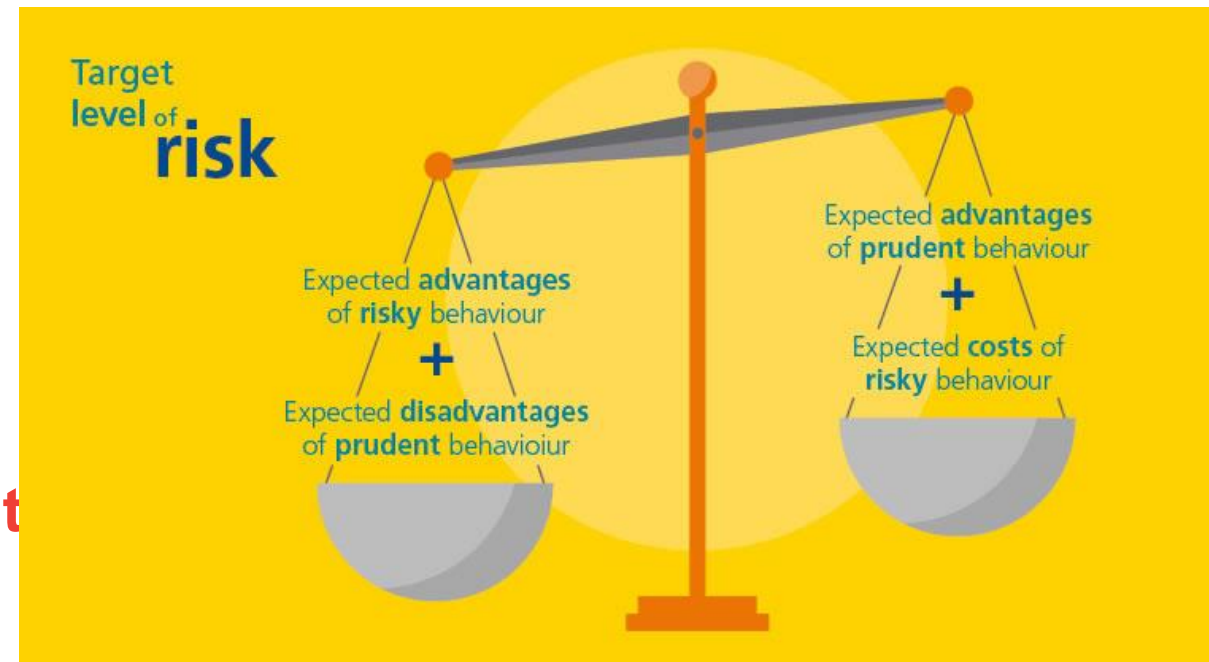 Target
level of
risk
Expected advantages
of prudent behaviour
+
Expected costs of
risky behaviour
Expected advantages
of risky behaviour
+
Expected disadvantages
of prudent behavioiur
t